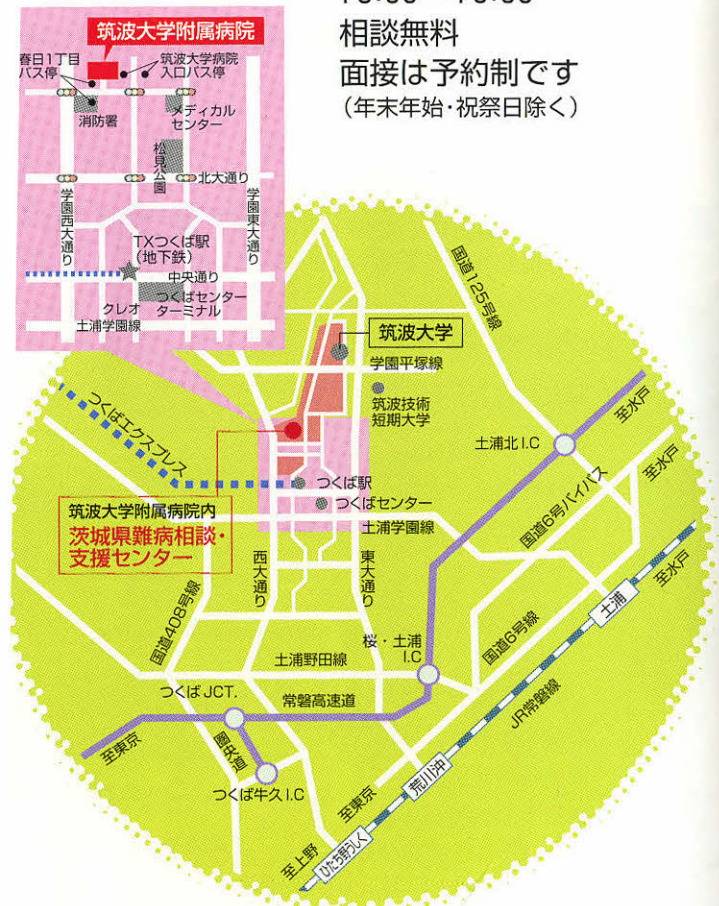 相談無料
面接は予約制です
（年末年始・祝祭日除く）
筑波大学附属病院
春日1丁目
バス停
筑波大学病院
入口バス停
消防署
メディカル
センター
松見公園
北大通り
学園西大通り
学園東大通り
TXつくば駅
（地下鉄）
中央通り
つくばセンター
ターミナル
クレオ
土浦学園線
国道125号線
筑波大学
学園平塚線
筑波技術
短期大学
至水戸
土浦北I.C
つくばエクスプレス
つくば駅
つくばセンター
土浦学園線
筑波大学附属病院内
茨城県難病相談・
支援センター
国道6号バイパス
至水戸
西大通り
東大通り
至水戸
土浦
国道408号線
桜・土浦
I.C
国道6号線
土浦野田線
つくばJCT.
常磐高速道
JR常磐線
至東京
圏央道
つくば牛久I.C
荒川沖
至東京
至上野
ひたち野うしく